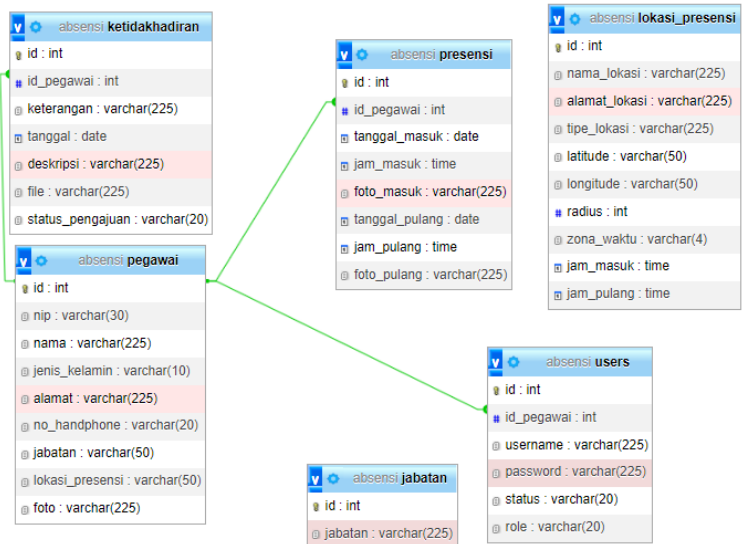 absensi ketidakhadiran
id : int
id_pegawai : int
keterangan : varchar(225)
tanggal : date
deskripsi : varchar(225)
file : varchar(225)
status_pengajuan : varchar(20)
absensi presensi
id : int
id_pegawai : int
tanggal_masuk : date
jam_masuk : time
foto_masuk : varchar(225)
tanggal_pulang : date
jam_pulang : time
foto_pulang : varchar(225)
absensi lokasi_presensi
id : int
nama_lokasi : varchar(225)
alamat_lokasi : varchar(225)
tipe_lokasi : varchar(225)
latitude : varchar(50)
longitude : varchar(50)
radius : int
zona_waktu : varchar(4)
jam_masuk : time
jam_pulang : time
absensi pegawai
id : int
nip : varchar(30)
nama : varchar(225)
jenis_kelamin : varchar(10)
alamat : varchar(225)
no_handphone : varchar(20)
jabatan : varchar(50)
lokasi_presensi : varchar(50)
foto : varchar(225)
absensi jabatan
id : int
jabatan : varchar(225)
absensi users
id : int
id_pegawai : int
username : varchar(225)
password : varchar(225)
status : varchar(20)
role : varchar(20)